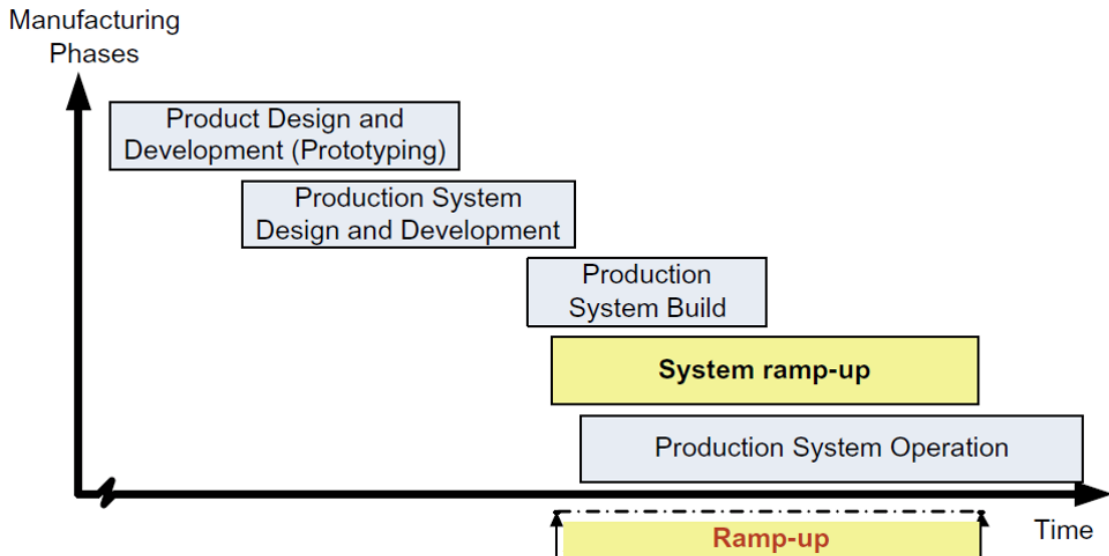 Manufacturing
Phases
Product Design and
Development (Prototyping)
Production System
Design and Development
Production
System Build
System ramp-up
Production System Operation
Time
Ramp-up